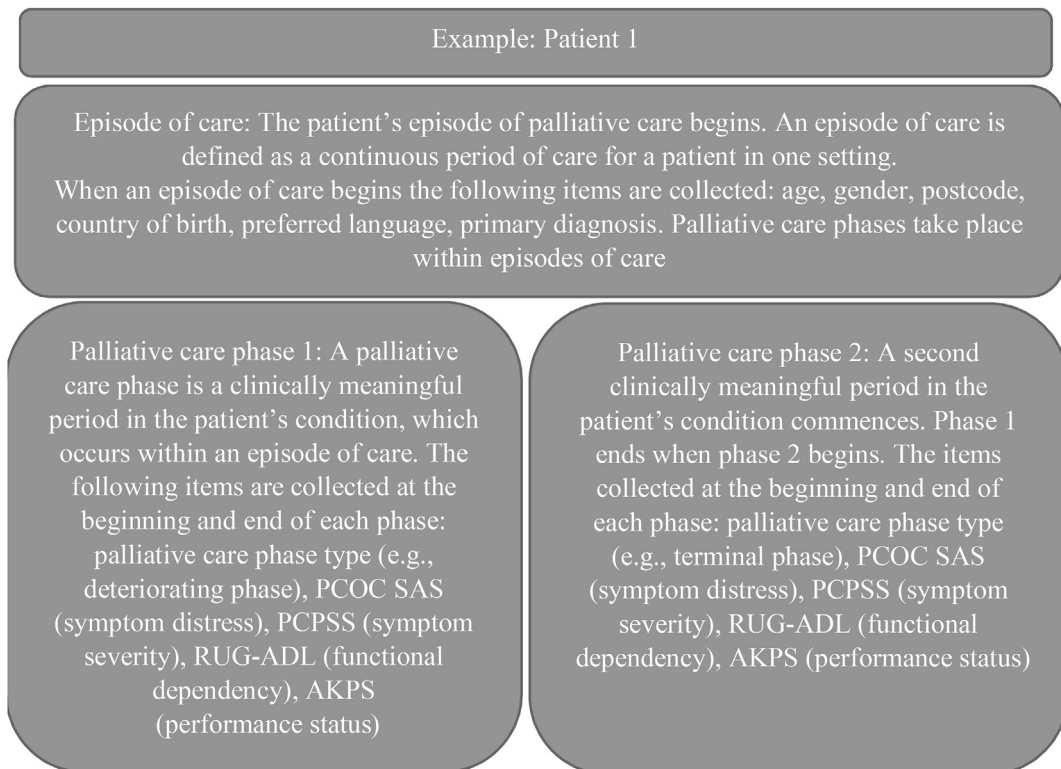 Example: Patient 1
Episode of care: The patient’s episode of palliative care begins. An episode of care is
defined as a continuous period of care for a patient in one setting.
When an episode of care begins the following items are collected: age, gender, postcode,
country of birth, preferred language, primary diagnosis. Palliative care phases take place
within episodes of care
Palliative care phase 1: A palliative
care phase is a clinically meaningful
period in the patient’s condition, which
occurs within an episode of care. The
following items are collected at the
beginning and end of each phase:
palliative care phase type (e.g.,
deteriorating phase), PCOC SAS
(symptom distress), PCPSS (symptom
severity), RUG-ADL (functional
dependency), AKPS
(performance status)
Palliative care phase 2: A second
clinically meaningful period in the
patient’s condition commences. Phase 1
ends when phase 2 begins. The items
collected at the beginning and end of
each phase: palliative care phase type
(e.g., terminal phase), PCOC SAS
(symptom distress), PCPSS (symptom
severity), RUG-ADL (functional
dependency), AKPS (performance status)